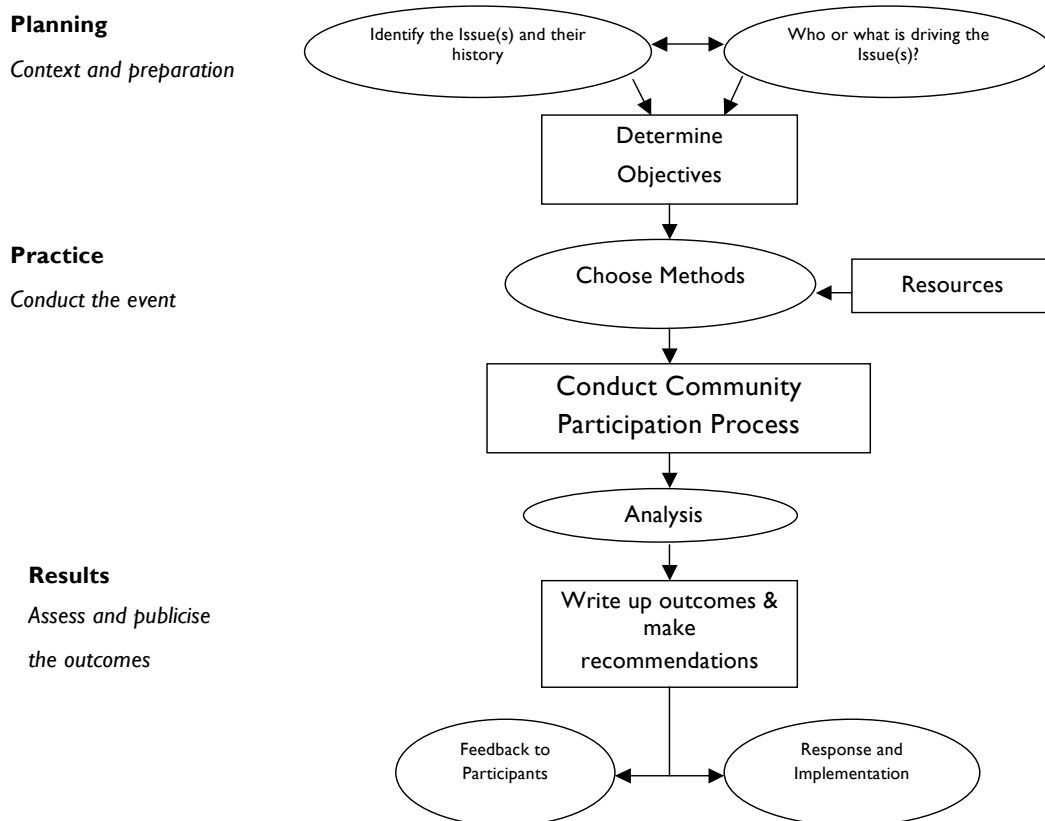 Planning
Context and preparation
Identify the Issue(s) and their
history
Who or what is driving the
Issue(s)?
Determine
Objectives
Practice
Conduct the event
Choose Methods
Resources
Conduct Community
Participation Process
Analysis
Results
Assess and publicise
the outcomes
Write up outcomes &
make
recommendations
Feedback to
Participants
Response and
Implementation